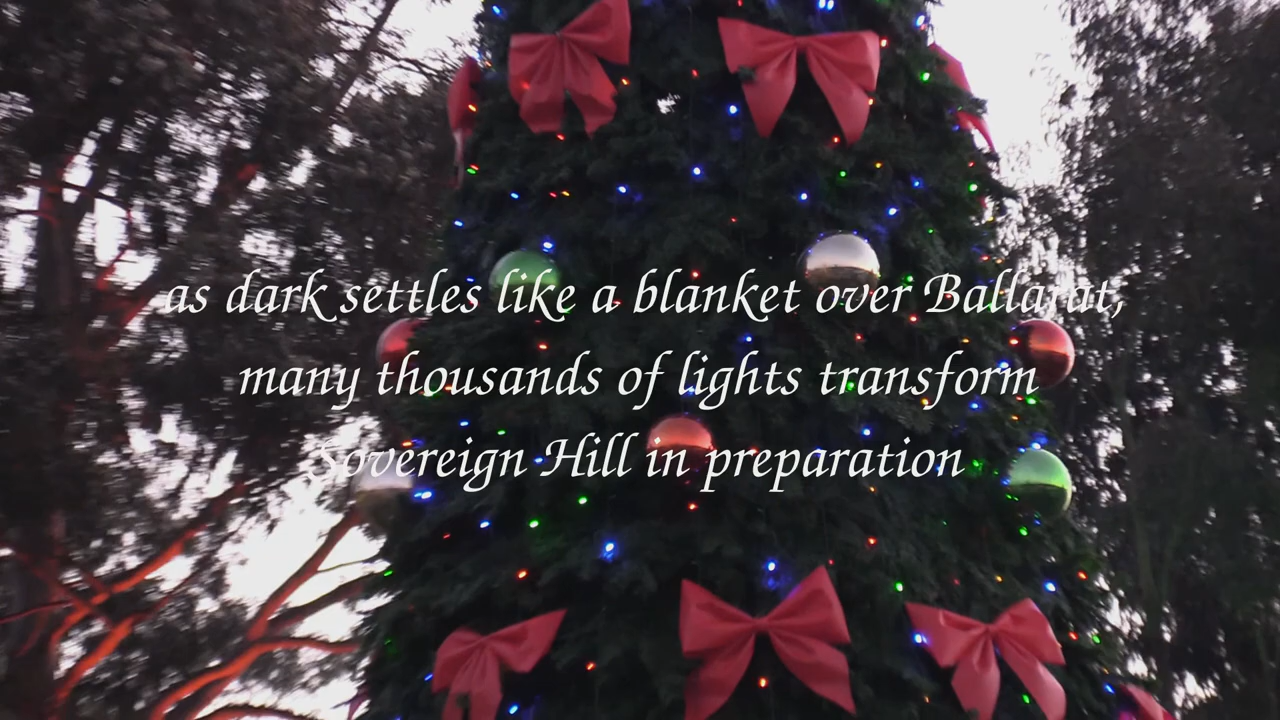 as dark settles like a blanket over Ballarat,
many thousands of lights transform
Sovereign Hill in preparation